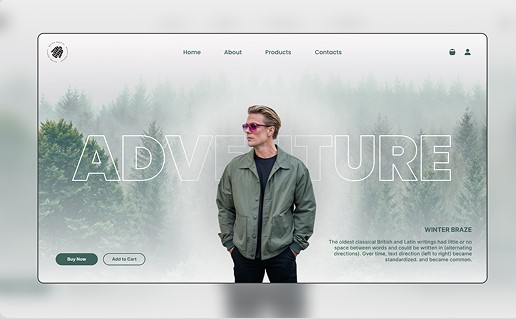 Home About Products Contacts
ADVENTURE
WINTER BRAZE
The oldest classical British and Latin writings had little or no
space between words and could be written in (alternating
directions). Over time, text direction (left to right) became
standardized. and became common.
Buy Now Add to Cart